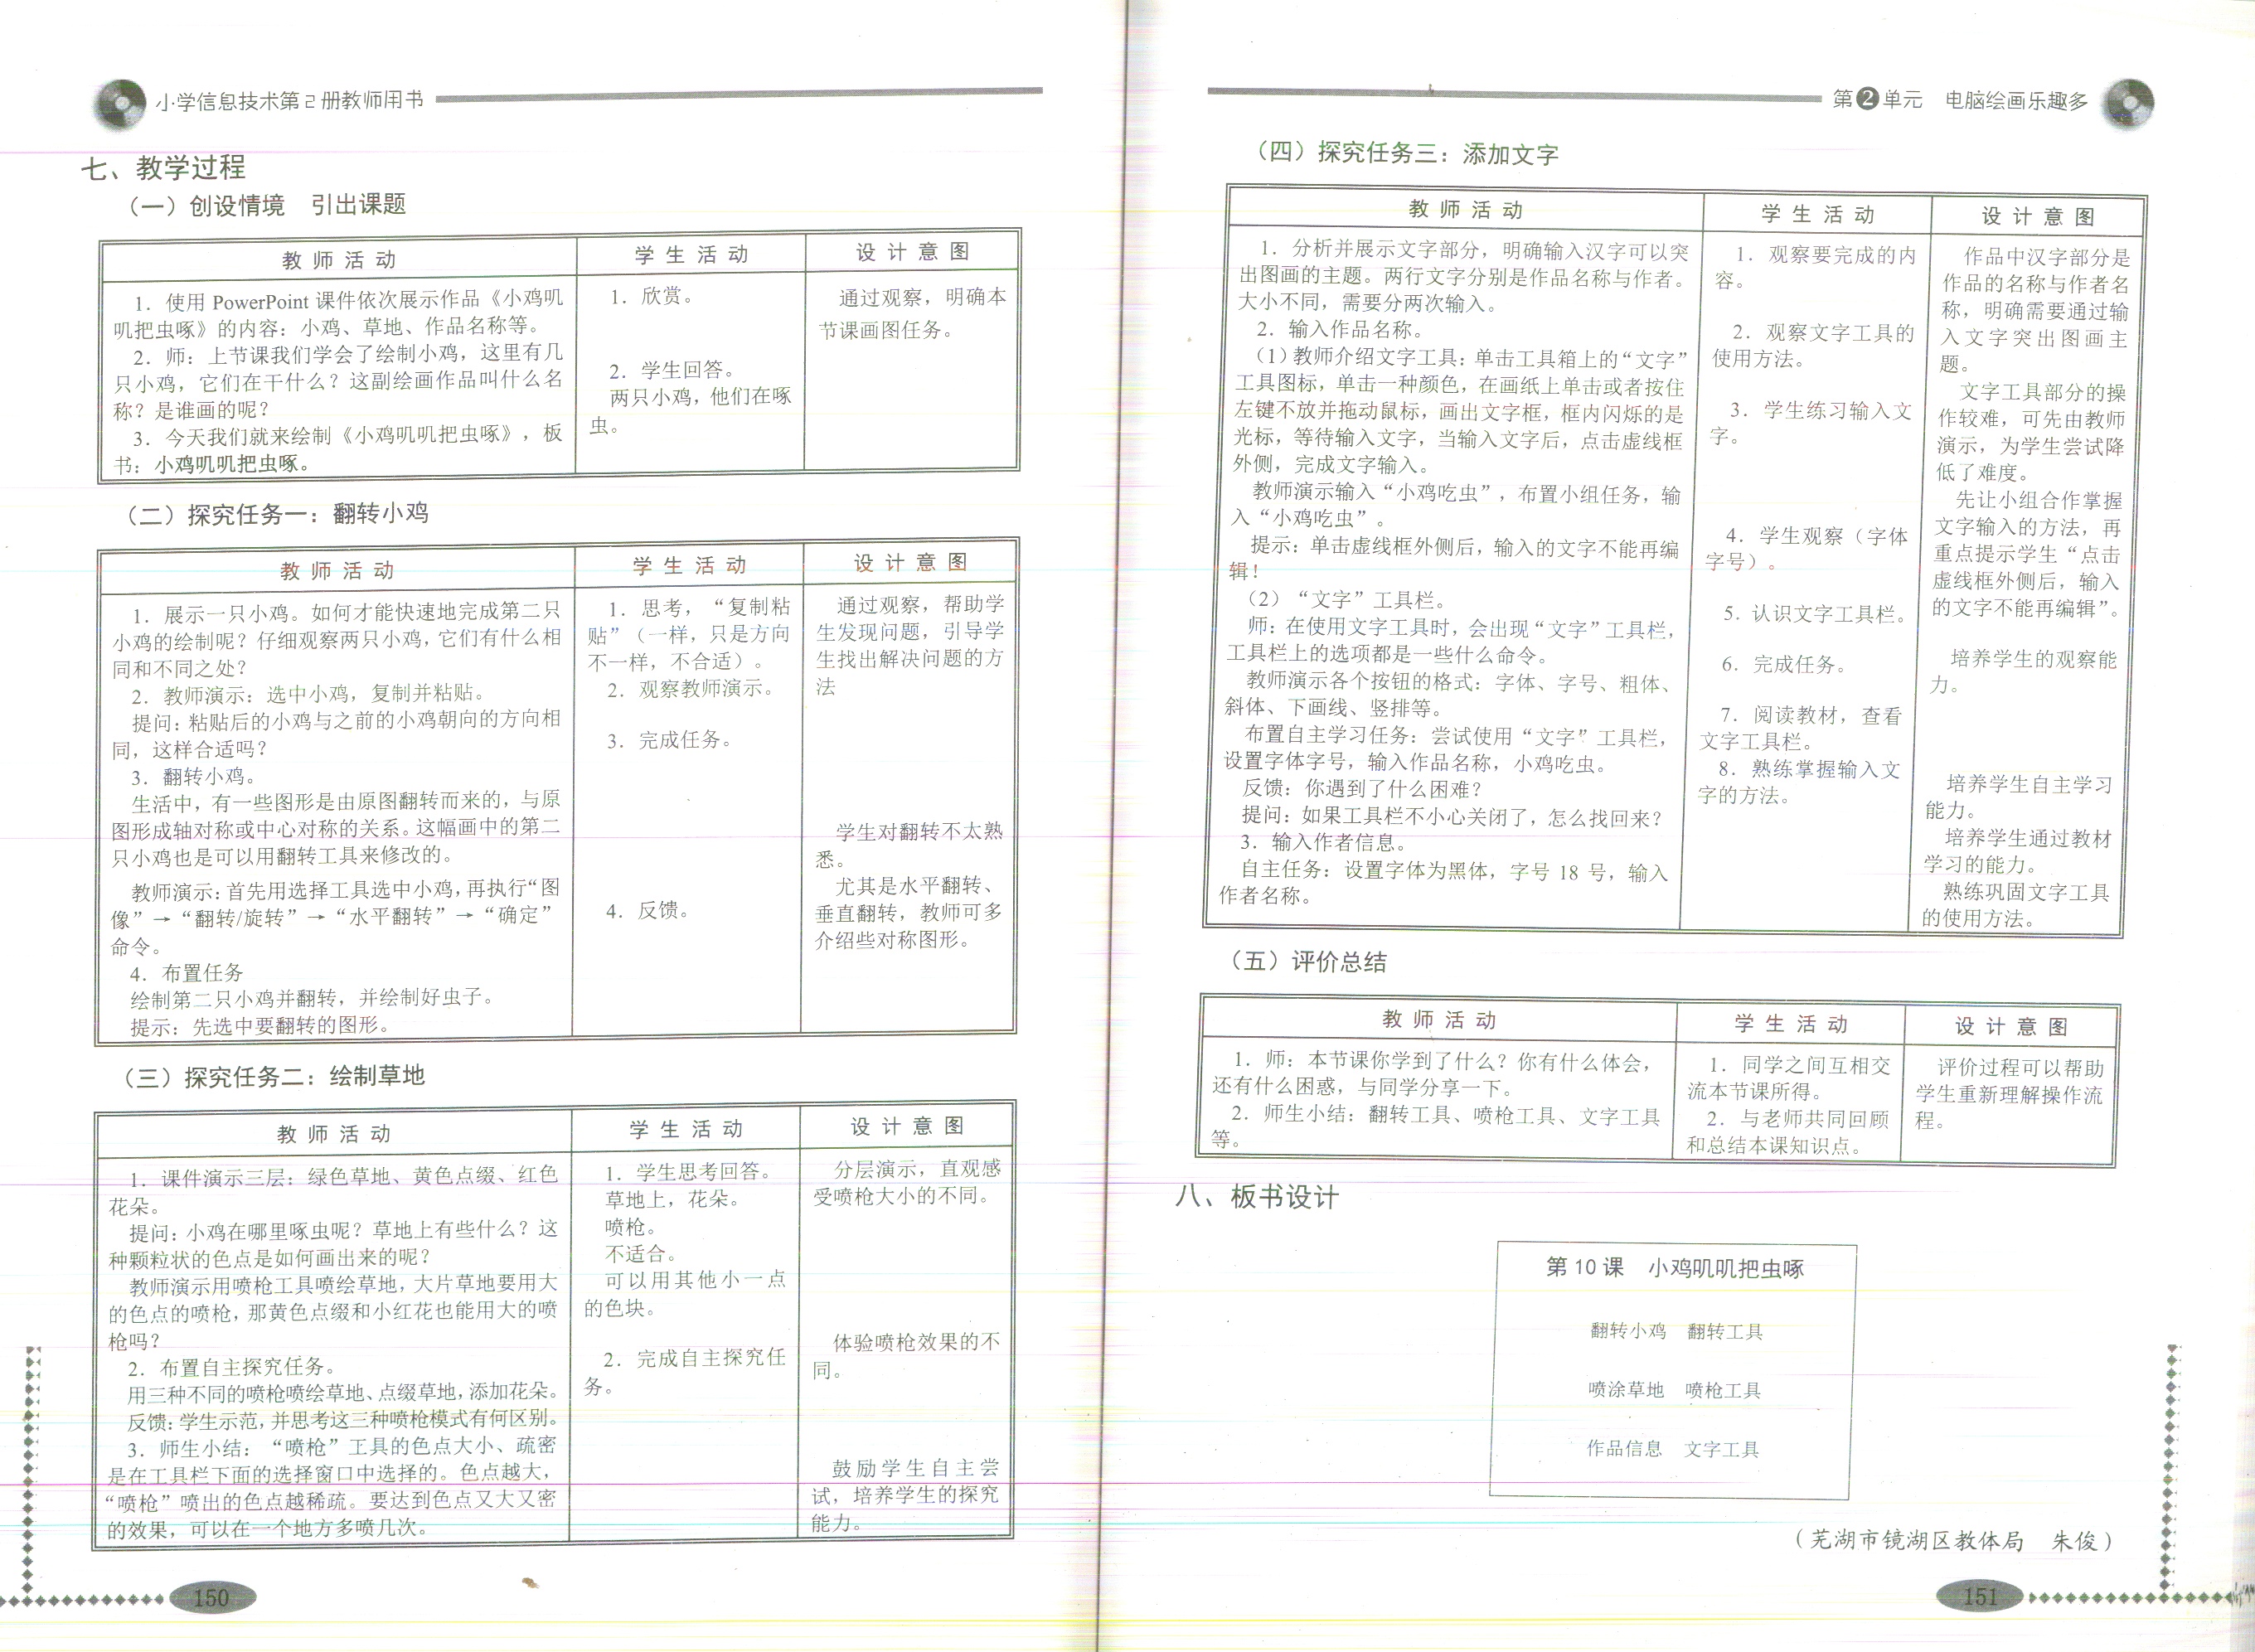 小学信息技术第2册教师用书
七、教学过程
（一）创设情境　引出课题
教 师 活 动
学 生 活 动
设 计 意 图
1．使用 PowerPoint 课件依次展示作品《小鸡叽
叽把虫啄》的内容：小鸡、草地、作品名称等。
2．师：上节课我们学会了绘制小鸡，这里有几
只小鸡，它们在干什么？这副绘画作品叫什么名
称？是谁画的呢？
3．今天我们就来绘制《小鸡叽叽把虫啄》，板
书：小鸡叽叽把虫啄。
1．欣赏。
2．学生回答。
两只小鸡，他们在啄
虫。
通过观察，明确本
节课画图任务。
（二）探究任务一：翻转小鸡
教 师 活 动
学 生 活 动
设 计 意 图
1．展示一只小鸡。如何才能快速地完成第二只
小鸡的绘制呢？仔细观察两只小鸡，它们有什么相
同和不同之处？
2．教师演示：选中小鸡，复制并粘贴。
提问：粘贴后的小鸡与之前的小鸡朝向的方向相
同，这样合适吗？
3．翻转小鸡。
生活中，有一些图形是由原图翻转而来的，与原
图形成轴对称或中心对称的关系。这幅画中的第二
只小鸡也是可以用翻转工具来修改的。
教师演示：首先用选择工具选中小鸡，再执行“图
像”→“翻转/旋转”→“水平翻转”→“确定”
命令。
4．布置任务
绘制第二只小鸡并翻转，并绘制好虫子。
提示：先选中要翻转的图形。
1．思考，“复制粘
贴”（一样，只是方向
不一样，不合适）。
2．观察教师演示。
3．完成任务。
4．反馈。
通过观察，帮助学
生发现问题，引导学
生找出解决问题的方
法
学生对翻转不太熟
悉。
尤其是水平翻转、
垂直翻转，教师可多
介绍些对称图形。
（三）探究任务二：绘制草地
教 师 活 动
学 生 活 动
设 计 意 图
1．课件演示三层：绿色草地、黄色点缀、红色
花朵。
提问：小鸡在哪里啄虫呢？草地上有些什么？这
种颗粒状的色点是如何画出来的呢？
教师演示用喷枪工具喷绘草地，大片草地要用大
的色点的喷枪，那黄色点缀和小红花也能用大的喷
枪吗？
2．布置自主探究任务。
用三种不同的喷枪喷绘草地、点缀草地，添加花朵。
反馈：学生示范，并思考这三种喷枪模式有何区别。
3．师生小结：“喷枪”工具的色点大小、疏密
是在工具栏下面的选择窗口中选择的。色点越大，
“喷枪”喷出的色点越稀疏。要达到色点又大又密
的效果，可以在一个地方多喷几次。
1．学生思考回答。
草地上，花朵。
喷枪。
不适合。
可以用其他小一点
的色块。
2．完成自主探究任
务。
分层演示，直观感
受喷枪大小的不同。
体验喷枪效果的不
同。
鼓励学生自主尝
试，培养学生的探究
能力。
150
第2单元　电脑绘画乐趣多
（四）探究任务三：添加文字
教 师 活 动
学 生 活 动
设 计 意 图
1．分析并展示文字部分，明确输入汉字可以突
出图画的主题。两行文字分别是作品名称与作者。
大小不同，需要分两次输入。
2．输入作品名称。
（1）教师介绍文字工具：单击工具箱上的“文字”
工具图标，单击一种颜色，在画纸上单击或者按住
左键不放并拖动鼠标，画出文字框，框内闪烁的是
光标，等待输入文字，当输入文字后，点击虚线框
外侧，完成文字输入。
教师演示输入“小鸡吃虫”，布置小组任务，输
入“小鸡吃虫”。
提示：单击虚线框外侧后，输入的文字不能再编
辑！
（2）“文字”工具栏。
师：在使用文字工具时，会出现“文字”工具栏，
工具栏上的选项都是一些什么命令。
教师演示各个按钮的格式：字体、字号、粗体、
斜体、下画线、竖排等。
布置自主学习任务：尝试使用“文字”工具栏，
设置字体字号，输入作品名称，小鸡吃虫。
反馈：你遇到了什么困难？
提问：如果工具栏不小心关闭了，怎么找回来？
3．输入作者信息。
自主任务：设置字体为黑体，字号 18 号，输入
作者名称。
1．观察要完成的内
容。
2．观察文字工具的
使用方法。
3．学生练习输入文
字。
4．学生观察（字体
字号）。
5．认识文字工具栏。
6．完成任务。
7．阅读教材，查看
文字工具栏。
8．熟练掌握输入文
字的方法。
作品中汉字部分是
作品的名称与作者名
称，明确需要通过输
入文字突出图画主
题。
文字工具部分的操
作较难，可先由教师
演示，为学生尝试降
低了难度。
先让小组合作掌握
文字输入的方法，再
重点提示学生“点击
虚线框外侧后，输入
的文字不能再编辑”。
培养学生的观察能
力。
培养学生自主学习
能力。
培养学生通过教材
学习的能力。
熟练巩固文字工具
的使用方法。
（五）评价总结
教 师 活 动
学 生 活 动
设 计 意 图
1．师：本节课你学到了什么？你有什么体会，
还有什么困惑，与同学分享一下。
2．师生小结：翻转工具、喷枪工具、文字工具
等。
1．同学之间互相交
流本节课所得。
2．与老师共同回顾
和总结本课知识点。
评价过程可以帮助
学生重新理解操作流
程。
八、板书设计
第 10 课　小鸡叽叽把虫啄
翻转小鸡　翻转工具
喷涂草地　喷枪工具
作品信息　文字工具
（芜湖市镜湖区教体局　朱俊）
151